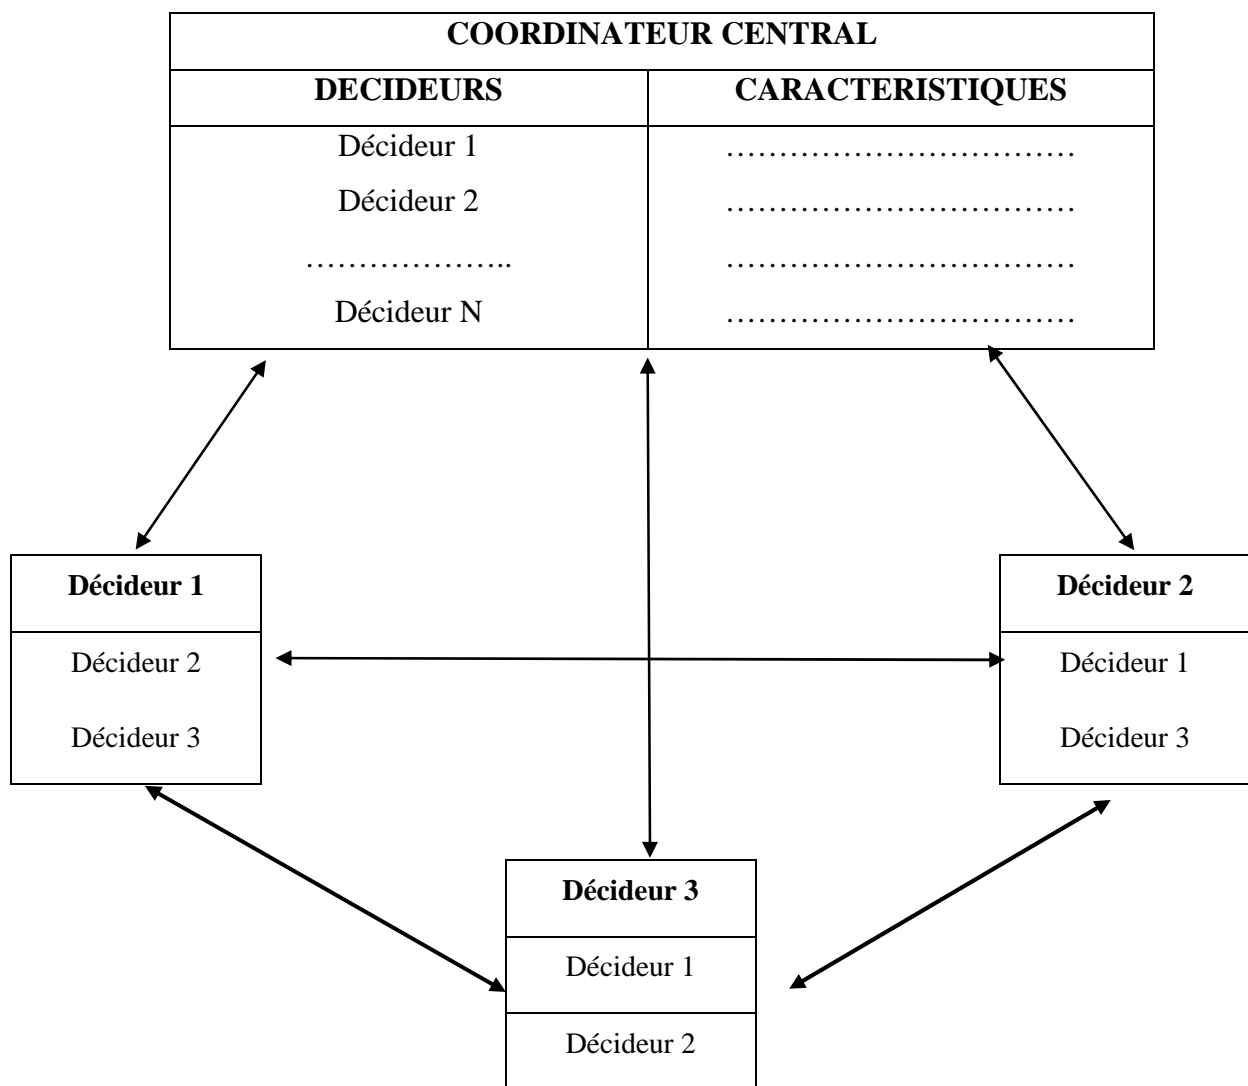 COORDINATEUR CENTRAL
DECIDEURS CARACTERISTIQUES
Décideur 1 ……………………………
Décideur 2 ……………………………
……………….. ……………………………
Décideur N ……………………………
Décideur 1
Décideur 2
Décideur 3
Décideur 2
Décideur 1
Décideur 3
Décideur 3
Décideur 1
Décideur 2